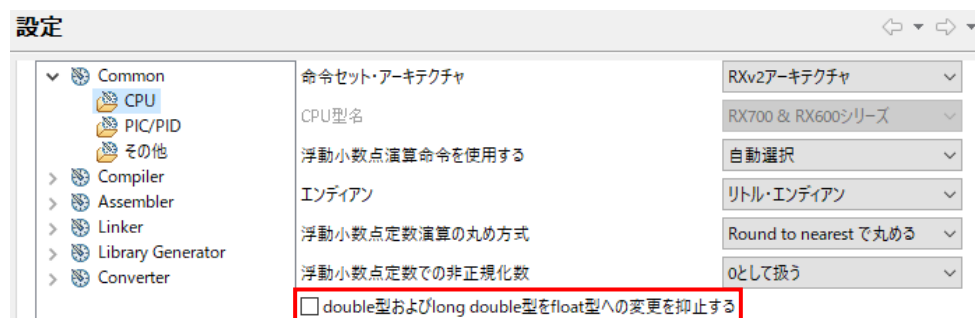 設定
Common
CPU
PIC/PID
その他
Compiler
Assembler
Linker
Library Generator
Converter
命令セット・アーキテクチャ RXv2アーキテクチャ
CPU型名 RX700 & RX600シリーズ
浮動小数点演算命令を使用する 自動選択
エンディアン リトル・エンディアン
浮動小数点定数演算の丸め方式 Round to nearest で丸める
浮動小数点定数での非正規化数 0として扱う
double型およびlong double型をfloat型への変更を抑止する